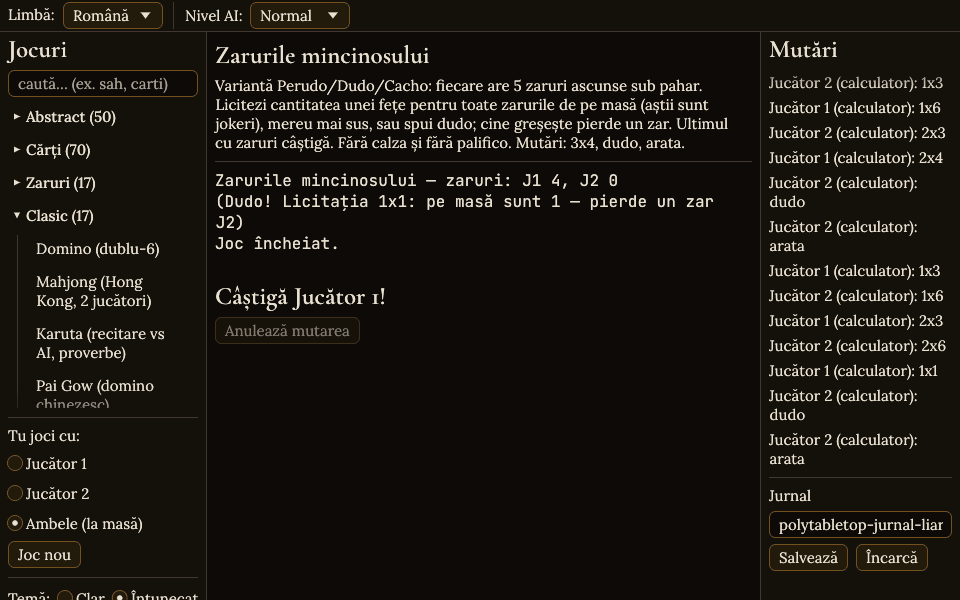 Limbă: Română ▼ Nivel AI: Normal ▼
Jocuri
caută... (ex. sah, carti)
▸ Abstract (50)
▸ Cărți (70)
▸ Zaruri (17)
▾ Clasic (17)
Domino (dublu-6)
Mahjong (Hong
Kong, 2 jucători)
Karuta (recitare vs
AI, proverbe)
Pai Gow (domino
chinezesc)
Tu joci cu:
Jucător 1
Jucător 2
Ambele (la masă)
Joc nou
Temă: Clar Întunecat
Zarurile mincinosului
Variantă Perudo/Dudo/Cacho: fiecare are 5 zaruri ascunse sub pahar.
Licitezi cantitatea unei fețe pentru toate zarurile de pe masă (aștii sunt
jokeri), mereu mai sus, sau spui dudo; cine greșește pierde un zar. Ultimul
cu zaruri câștigă. Fără calza și fără palifico. Mutări: 3x4, dudo, arata.
Zarurile mincinosului — zaruri: J1 4, J2 0
(Dudo! Licitația 1x1: pe masă sunt 1 — pierde un zar
J2)
Joc încheiat.
Câștigă Jucător 1!
Anulează mutarea
Mutări
Jucător 2 (calculator): 1x3
Jucător 1 (calculator): 1x6
Jucător 2 (calculator): 2x3
Jucător 1 (calculator): 2x4
Jucător 2 (calculator):
dudo
Jucător 2 (calculator):
arata
Jucător 1 (calculator): 1x3
Jucător 2 (calculator): 1x6
Jucător 1 (calculator): 2x3
Jucător 2 (calculator): 2x6
Jucător 1 (calculator): 1x1
Jucător 2 (calculator):
dudo
Jucător 2 (calculator):
arata
Jurnal
polytabletop-jurnal-liar
Salvează Încarcă